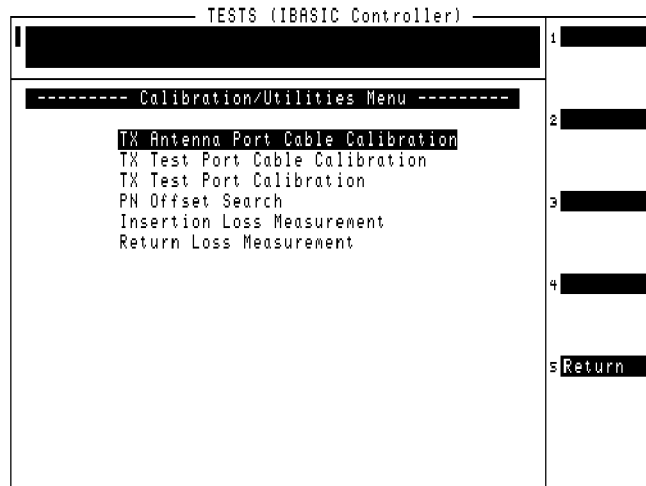 TESTS (IBASIC Controller)
1
--------- Calibration/Utilities Menu ---------
2
TX Antenna Port Cable Calibration
TX Test Port Cable Calibration
TX Test Port Calibration
PN Offset Search
3
Insertion Loss Measurement
Return Loss Measurement
4
5 Return